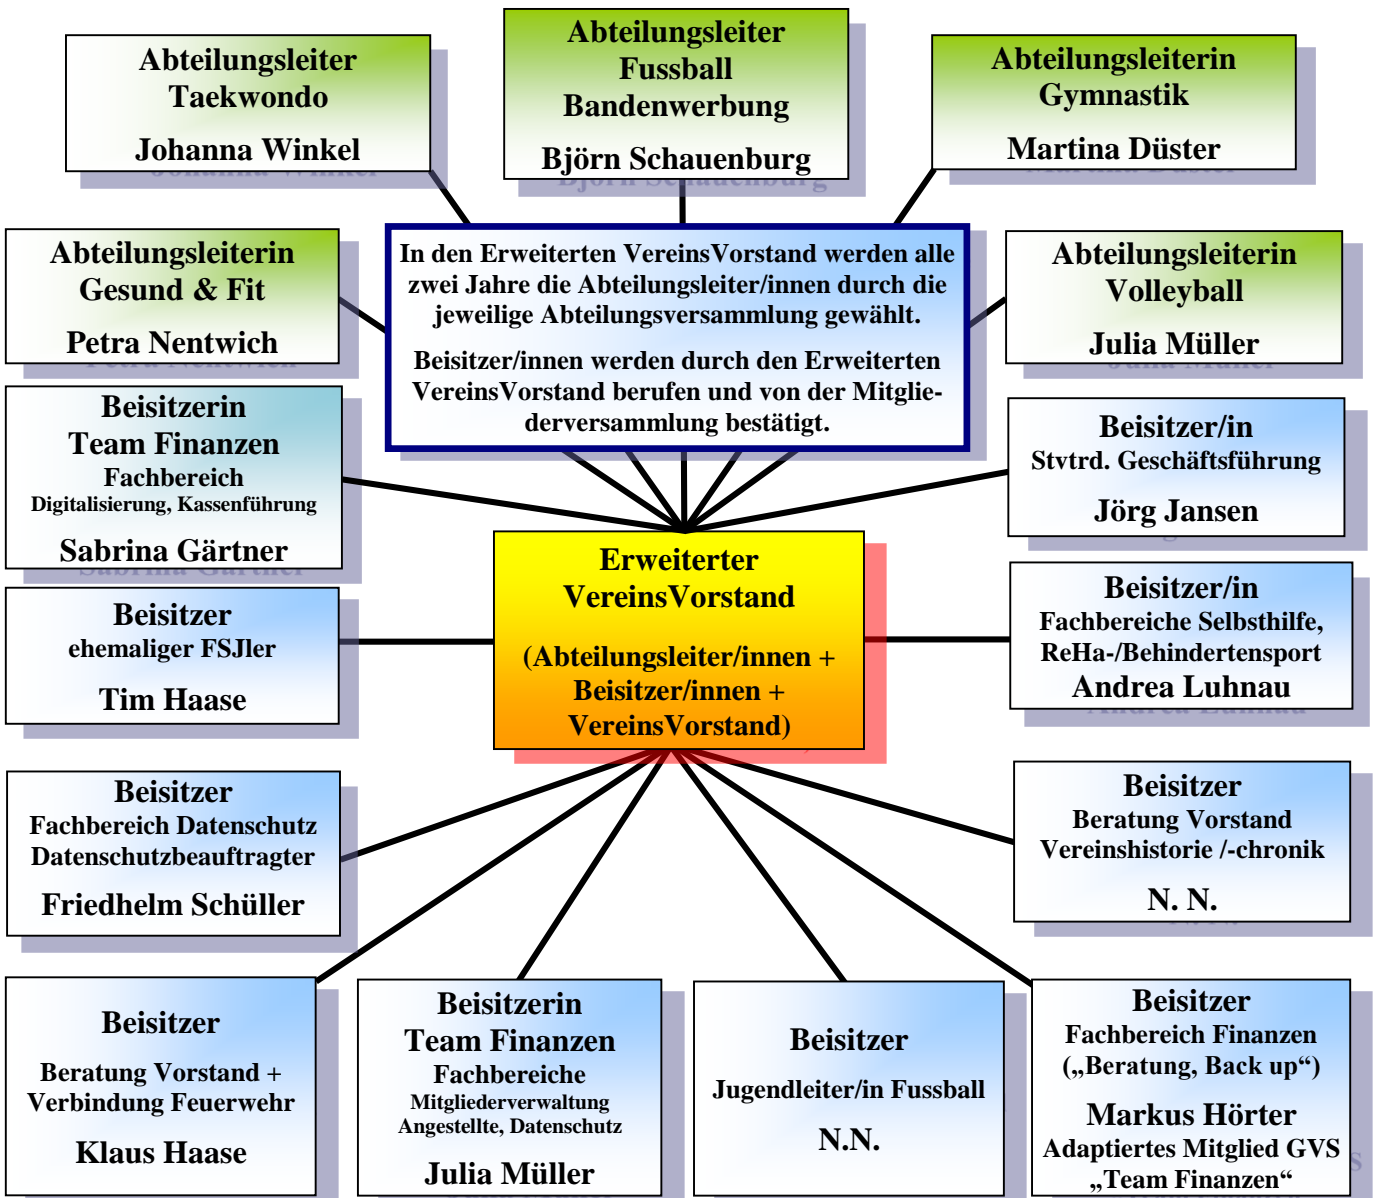 Abteilungsleiter
Taekwondo
Johanna Winkel
Abteilungsleiter
Fussball
Bandenwerbung
Björn Schauenburg
Abteilungsleiterin
Gymnastik
Martina Düster
Abteilungsleiterin
Gesund & Fit
Petra Nentwich
In den Erweiterten VereinsVorstand werden alle
zwei Jahre die Abteilungsleiter/innen durch die
jeweilige Abteilungsversammlung gewählt.
Beisitzer/innen werden durch den Erweiterten
VereinsVorstand berufen und von der Mitglie-
derversammlung bestätigt.
Abteilungsleiterin
Volleyball
Julia Müller
Beisitzerin
Team Finanzen
Fachbereich
Digitalisierung, Kassenführung
Sabrina Gärtner
Beisitzer/in
Stvtrd. Geschäftsführung
Jörg Jansen
Erweiterter
VereinsVorstand
(Abteilungsleiter/innen +
Beisitzer/innen +
VereinsVorstand)
Beisitzer
ehemaliger FSJler
Tim Haase
Beisitzer/in
Fachbereiche Selbsthilfe,
ReHa-/Behindertensport
Andrea Luhnau
Beisitzer
Fachbereich Datenschutz
Datenschutzbeauftragter
Friedhelm Schüller
Beisitzer
Beratung Vorstand
Vereinshistorie /-chronik
N. N.
Beisitzer
Beratung Vorstand +
Verbindung Feuerwehr
Klaus Haase
Beisitzerin
Team Finanzen
Fachbereiche
Mitgliederverwaltung
Angestellte, Datenschutz
Julia Müller
Beisitzer
Jugendleiter/in Fussball
N.N.
Beisitzer
Fachbereich Finanzen
(„Beratung, Back up“)
Markus Hörter
Adaptiertes Mitglied GVS
„Team Finanzen“